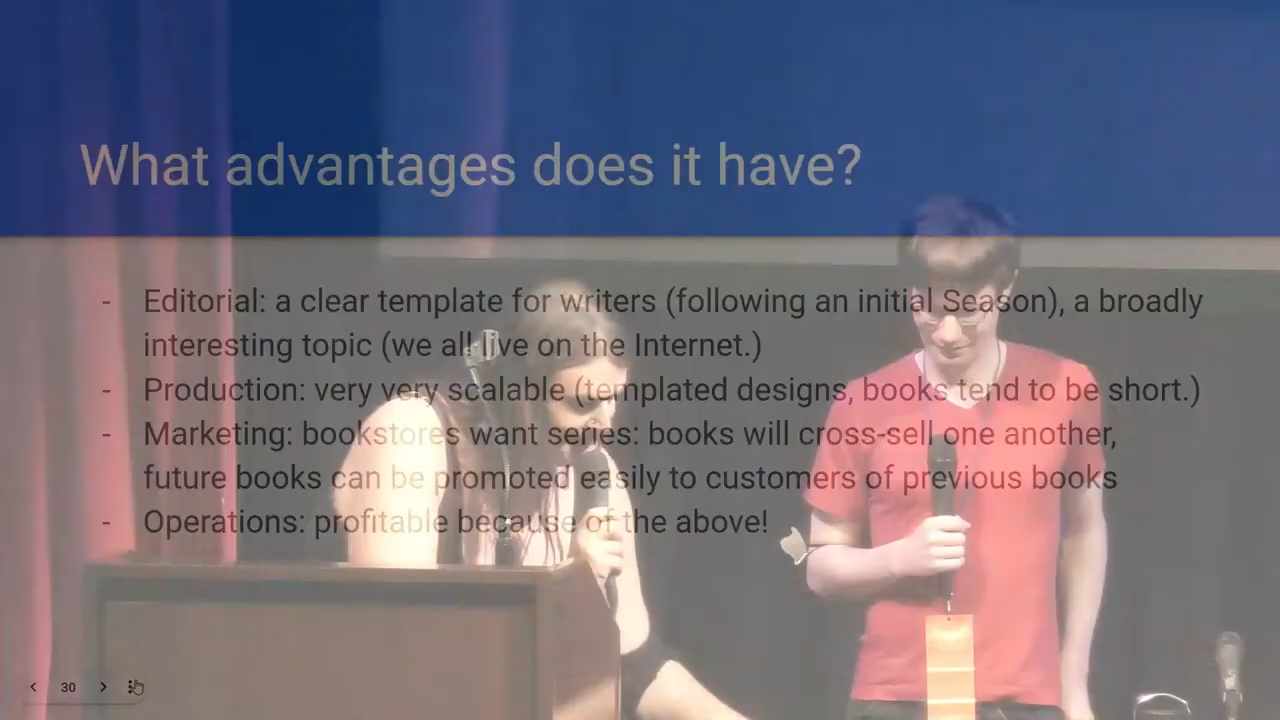 What advantages does it have?
- Editorial: a clear template for writers (following an initial Season), a broadly
interesting topic (we all live on the Internet.)
- Production: very very scalable (templated designs, books tend to be short.)
- Marketing: bookstores want series: books will cross-sell one another,
future books can be promoted easily to customers of previous books
- Operations: profitable because of the above!
30